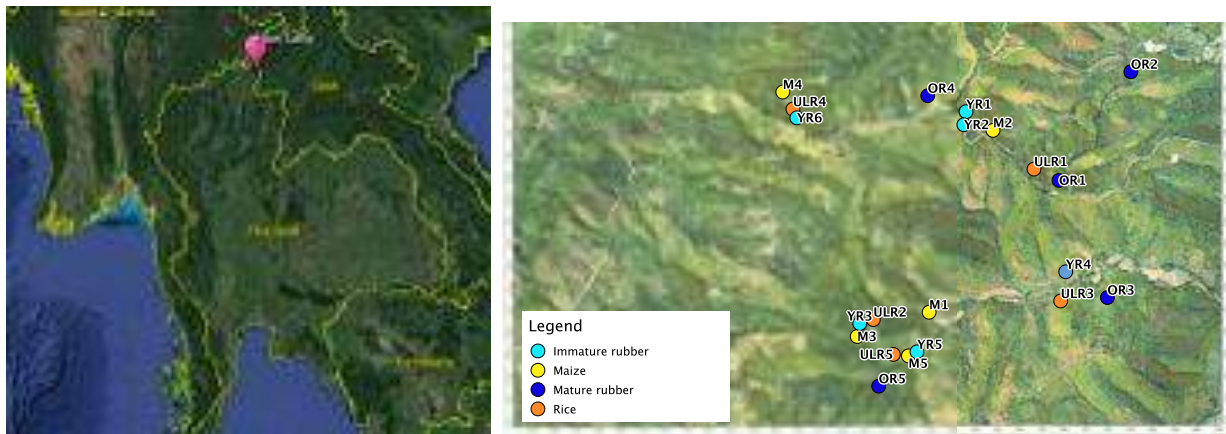 OR2
M4
OR4
ULR4
YR1
YR6
YR2
M2
ULR1
OR1
YR4
ULR3
OR3
M1
YR3
ULR2
M3
YR5
ULR5
M5
OR5
Legend
Immature rubber
Maize
Mature rubber
Rice